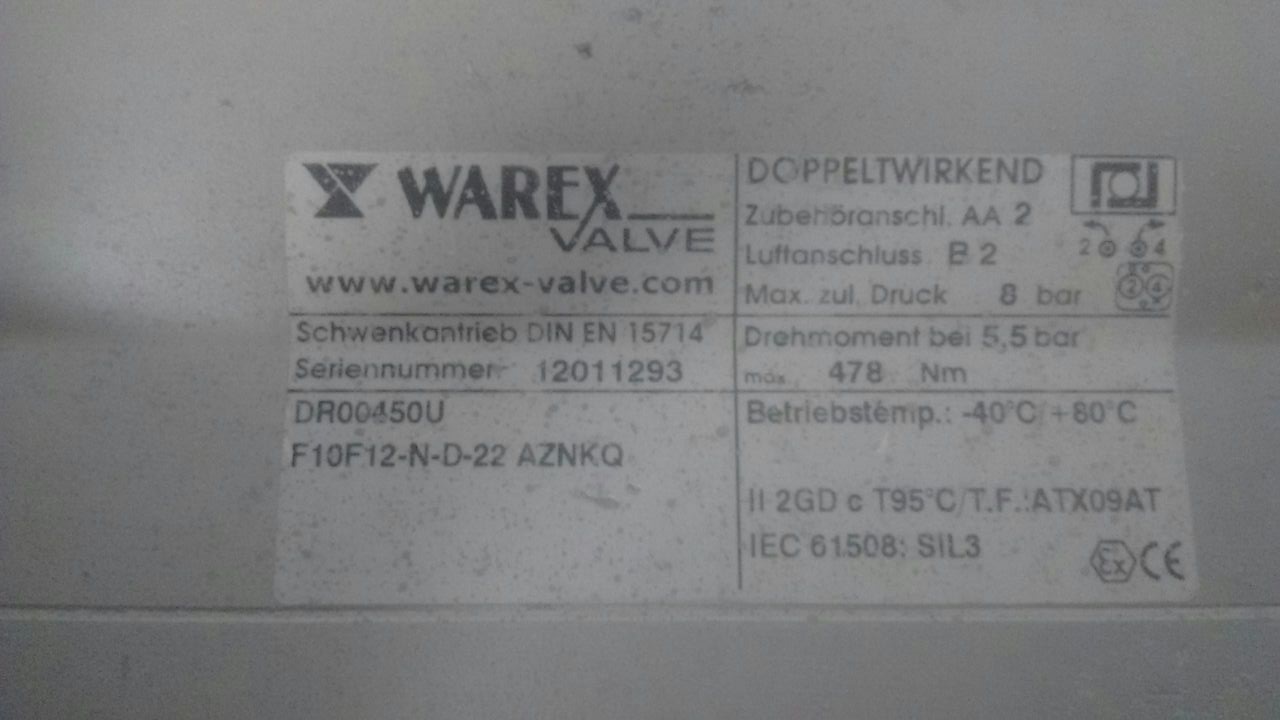 WAREX
VALVE
www.warex-valve.com
Schwenkantrieb DIN EN 15714
Seriennummer 12011293
DR00450U
F10F12-N-D-22 AZNKQ
DOPPELTWIRKEND
Zubehöranschl. AA 2
Luftanschluss B 2
Max. zul. Druck 8 bar
2 4
2 4
Drehmoment bei 5,5 bar
max. 478 Nm
Betriebstemp.: -40°C/+80°C
II 2GD c T95°C/T.F.:ATX09AT
IEC 61508: SIL3
Ex CE